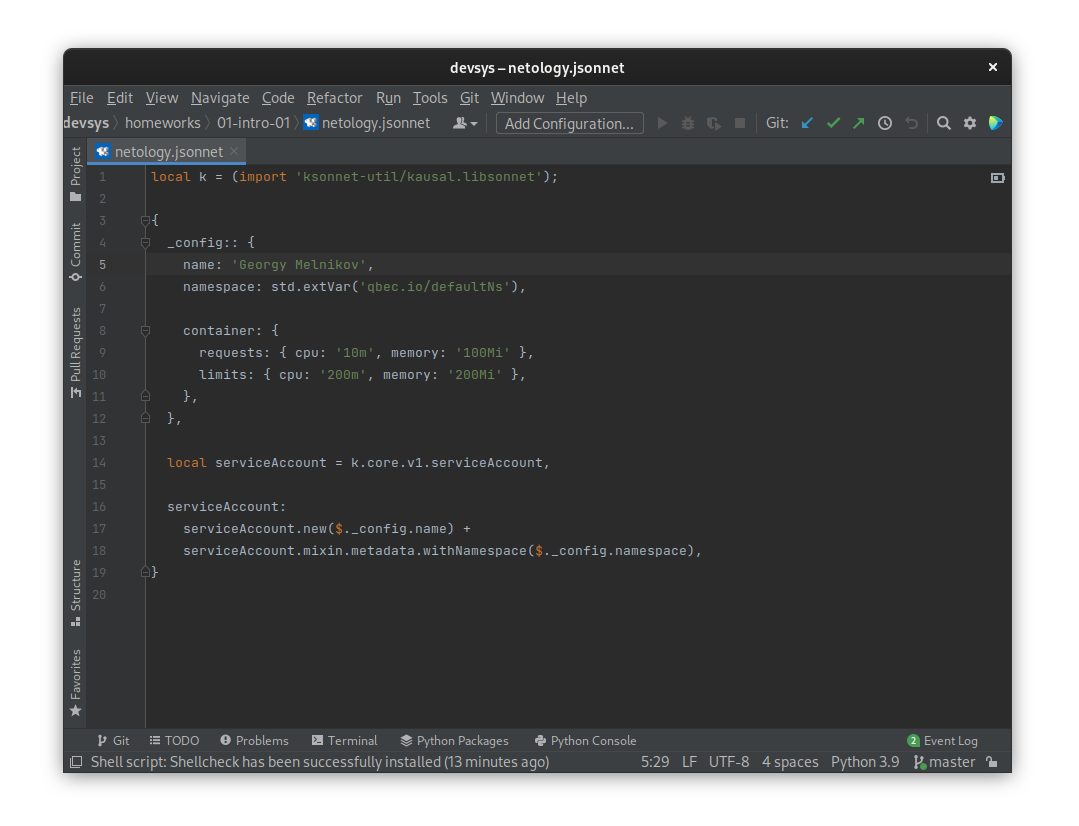 devsys – netology.jsonnet
File Edit View Navigate Code Refactor Run Tools Git Window Help
devsys homeworks 01-intro-01 netology.jsonnet Add Configuration... Git:
netology.jsonnet
Project
Commit
Pull Requests
Structure
Favorites
1 local k = (import 'ksonnet-util/kausal.libsonnet');
2
3 {
4 _config:: {
5 name: 'Georgy Melnikov',
6 namespace: std.extVar('qbec.io/defaultNs'),
7
8 container: {
9 requests: { cpu: '10m', memory: '100Mi' },
10 limits: { cpu: '200m', memory: '200Mi' },
11 },
12 },
13
14 local serviceAccount = k.core.v1.serviceAccount,
15
16 serviceAccount:
17 serviceAccount.new($._config.name) +
18 serviceAccount.mixin.metadata.withNamespace($._config.namespace),
19 }
20
Git TODO Problems Terminal Python Packages Python Console 2 Event Log
Shell script: Shellcheck has been successfully installed (13 minutes ago) 5:29 LF UTF-8 4 spaces Python 3.9 master